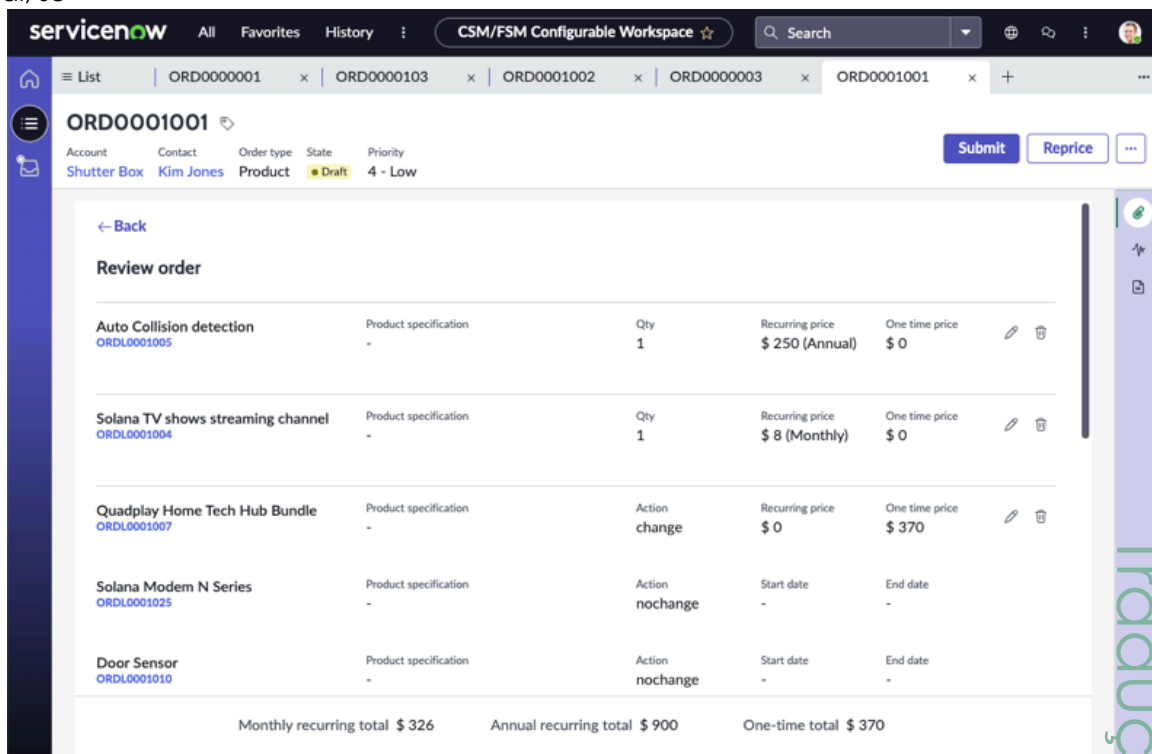 servicenow All Favorites History CSM/FSM Configurable Workspace Search
List ORD0000001 × ORD0000103 × ORD0001002 × ORD0000003 × ORD0001001 × +
ORD0001001
Account Contact Order type State Priority
Shutter Box Kim Jones Product Draft 4 - Low
Submit Reprice
← Back
Review order
Auto Collision detection Product specification Qty Recurring price One time price
ORDL0001005 - 1 $ 250 (Annual) $ 0
Solana TV shows streaming channel Product specification Qty Recurring price One time price
ORDL0001004 - 1 $ 8 (Monthly) $ 0
Quadplay Home Tech Hub Bundle Product specification Action Recurring price One time price
ORDL0001007 - change $ 0 $ 370
Solana Modem N Series Product specification Action Start date End date
ORDL0001025 - nochange - -
Door Sensor Product specification Action Start date End date
ORDL0001010 - nochange - -
Monthly recurring total $ 326 Annual recurring total $ 900 One-time total $ 370